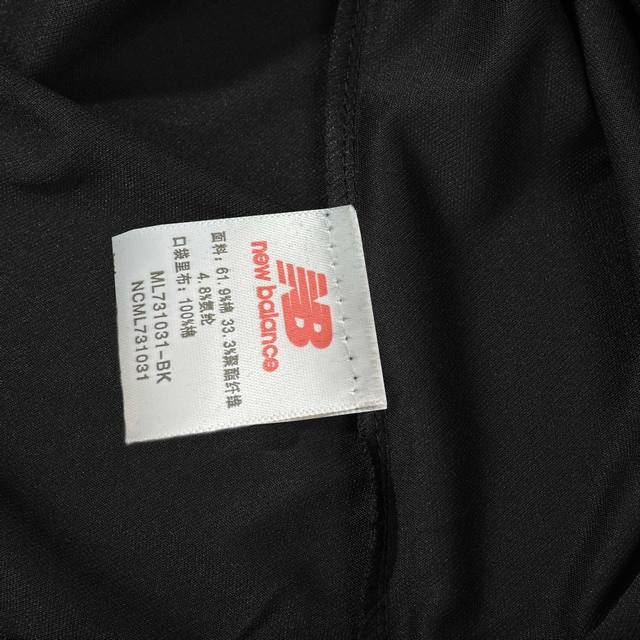 NB
new balance
面料: 61.9%棉 33.3%聚酯纤维
4.8%氨纶
口袋里布: 100%棉
ML731031-BK
NCML731031